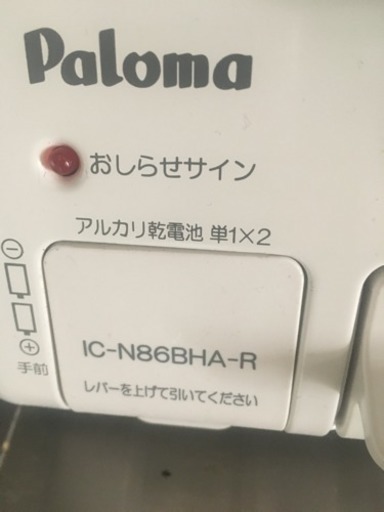 Paloma
おしらせサイン
アルカリ乾電池 単1×2
⊖
⊕
手前
IC-N86BHA-R
レバーを上げて引いてください